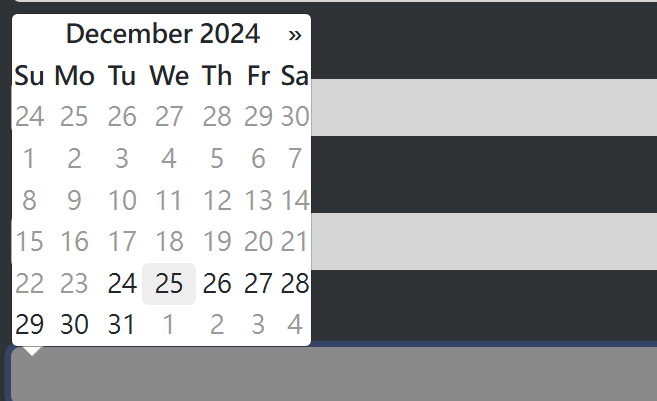 December 2024 »
Su Mo Tu We Th Fr Sa
24 25 26 27 28 29 30
1 2 3 4 5 6 7
8 9 10 11 12 13 14
15 16 17 18 19 20 21
22 23 24 25 26 27 28
29 30 31 1 2 3 4